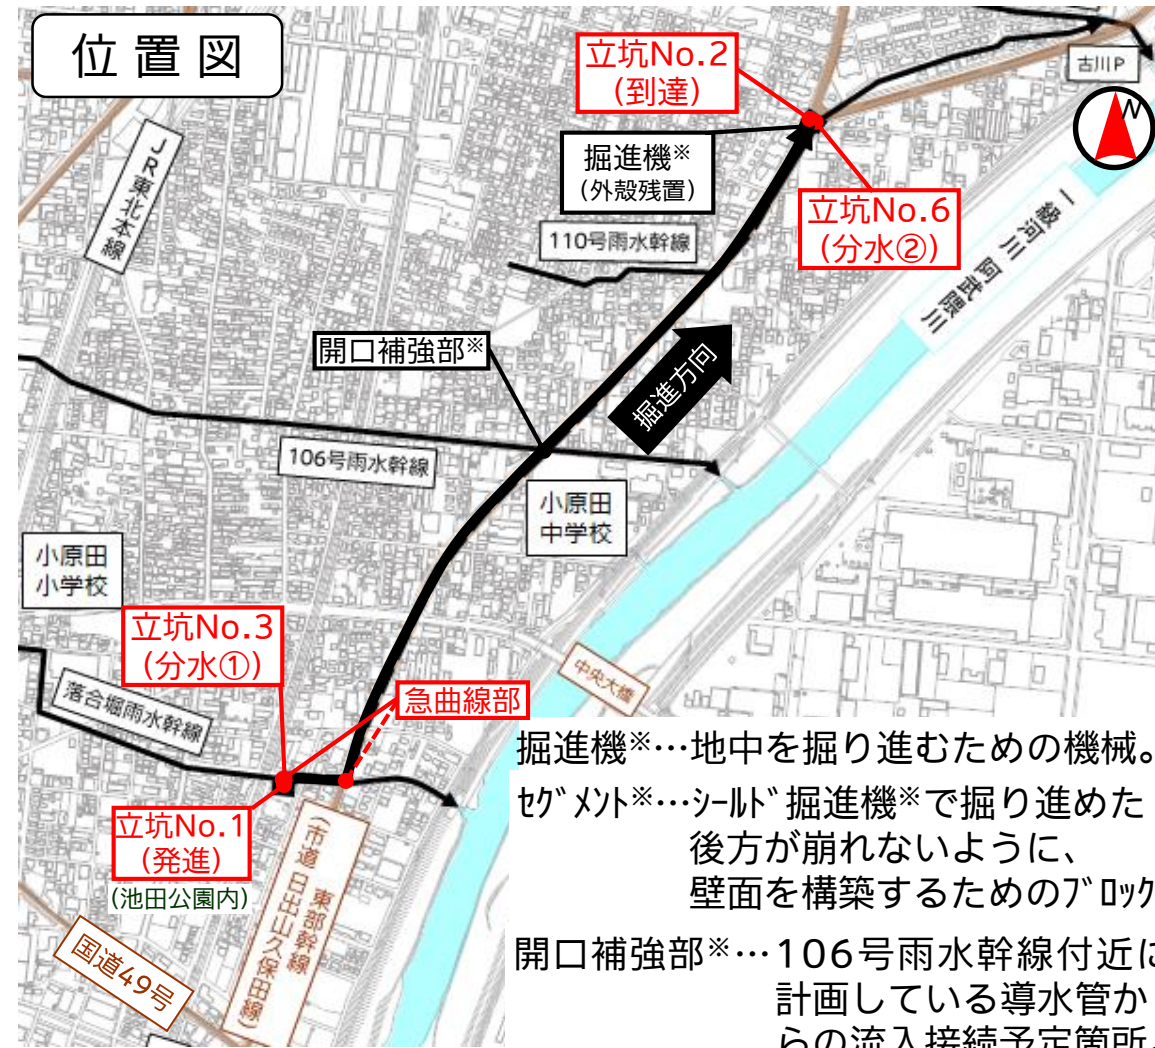 位置図
立坑No.2
(到達)
古川P
N
JR東北本線
掘進機※
(外殻残置)
立坑No.6
(分水②)
110号雨水幹線
一級河川 阿武隈川
開口補強部※
掘進方向
106号雨水幹線
小原田
中学校
小原田
小学校
立坑No.3
(分水①)
中央大橋
落合堀雨水幹線
急曲線部
立坑No.1
(発進)
(池田公園内)
東部幹線
(市道 日出山久保田線)
国道49号
掘進機※…地中を掘り進むための機械。
ｾｸﾞﾒﾝﾄ※…ｼｰﾙﾄﾞ掘進機※で掘り進めた
後方が崩れないように、
壁面を構築するためのﾌﾞﾛｯｸ
開口補強部※…106号雨水幹線付近に
計画している導水管か
らの流入接続予定箇所